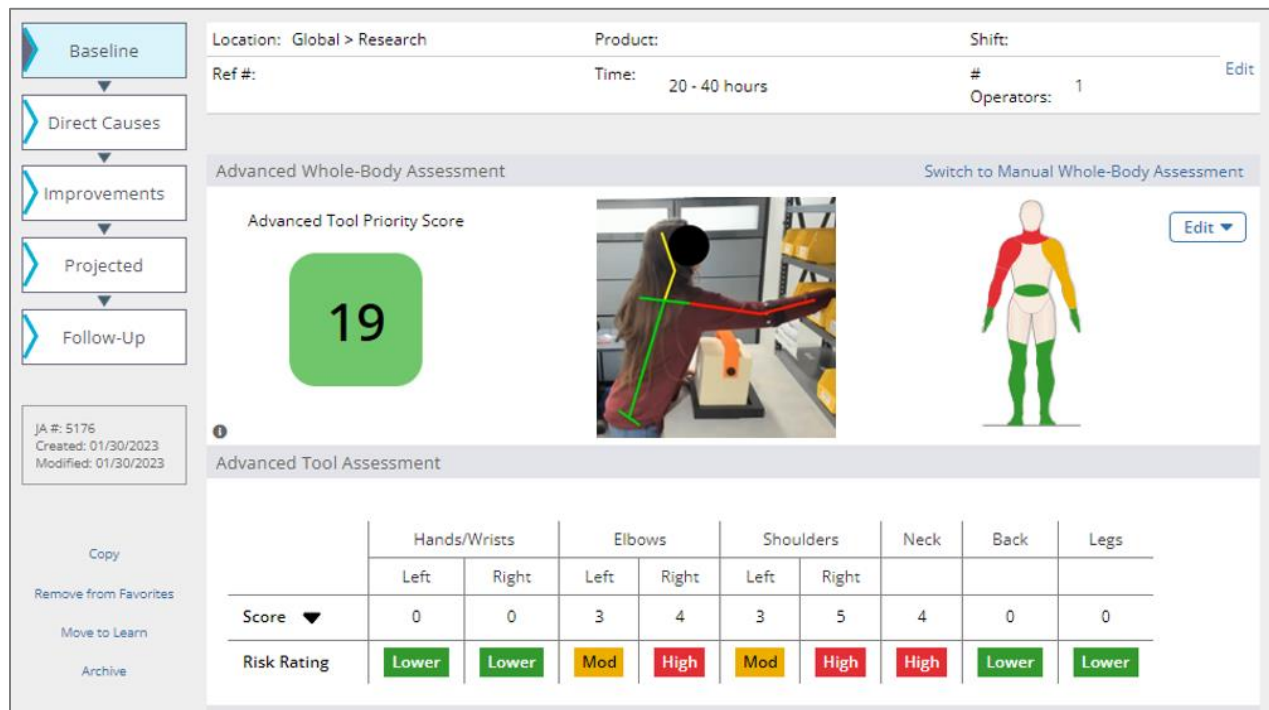 Baseline
Direct Causes
Improvements
Projected
Follow-Up
JA #: 5176
Created: 01/30/2023
Modified: 01/30/2023
Copy
Remove from Favorites
Move to Learn
Archive
Location: Global > Research Product: Shift:
Ref #: Time: 20 - 40 hours # Operators: 1 Edit
Advanced Whole-Body Assessment Switch to Manual Whole-Body Assessment
Advanced Tool Priority Score
19
Edit
Advanced Tool Assessment
Hands/Wrists Elbows Shoulders Neck Back Legs
Left Right Left Right Left Right
Score 0 0 3 4 3 5 4 0 0
Risk Rating Lower Lower Mod High Mod High High Lower Lower